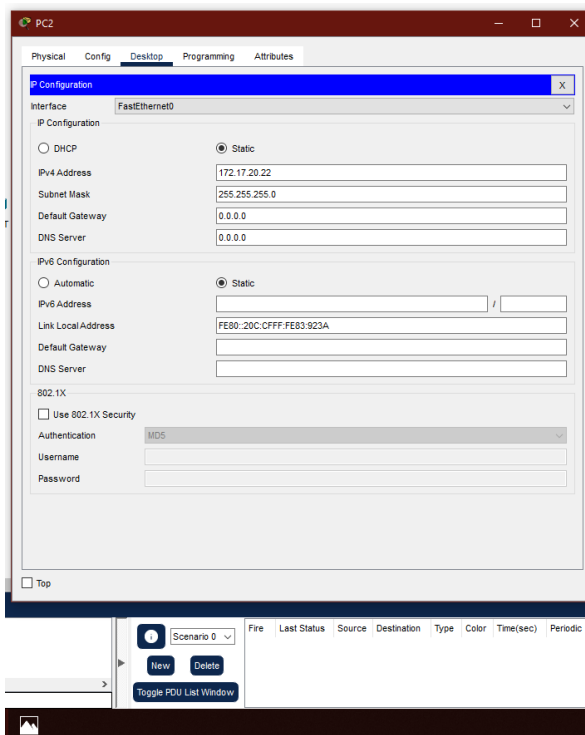 PC2
Physical Config Desktop Programming Attributes
IP Configuration X
Interface FastEthernet0
IP Configuration
DHCP Static
IPv4 Address 172.17.20.22
Subnet Mask 255.255.255.0
Default Gateway 0.0.0.0
DNS Server 0.0.0.0
IPv6 Configuration
Automatic Static
IPv6 Address /
Link Local Address FE80::20C:CFFF:FE83:923A
Default Gateway
DNS Server
802.1X
Use 802.1X Security
Authentication MD5
Username
Password
Top
Fire Last Status Source Destination Type Color Time(sec) Periodic
Scenario 0
New Delete
Toggle PDU List Window